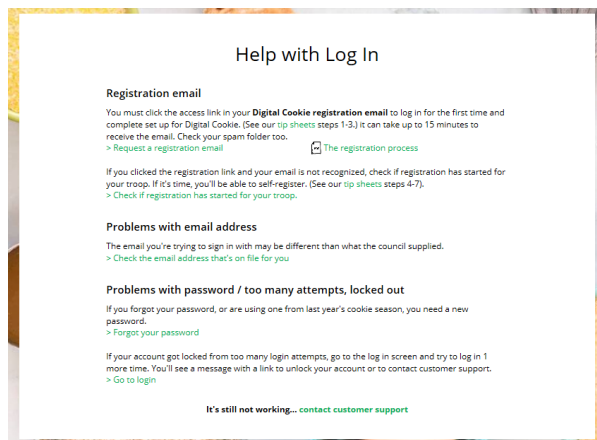 Help with Log In
Registration email
You must click the access link in your Digital Cookie registration email to log in for the first time and
complete set up for Digital Cookie. (See our tip sheets steps 1-3.) it can take up to 15 minutes to
receive the email. Check your spam folder too.
> Request a registration email The registration process
If you clicked the registration link and your email is not recognized, check if registration has started for
your troop. If it's time, you'll be able to self-register. (See our tip sheets steps 4-7).
> Check if registration has started for your troop.
Problems with email address
The email you're trying to sign in with may be different than what the council supplied.
> Check the email address that's on file for you
Problems with password / too many attempts, locked out
If you forgot your password, or are using one from last year's cookie season, you need a new
password.
> Forgot your password
If your account got locked from too many login attempts, go to the log in screen and try to log in 1
more time. You'll see a message with a link to unlock your account or to contact customer support.
> Go to login
It's still not working... contact customer support